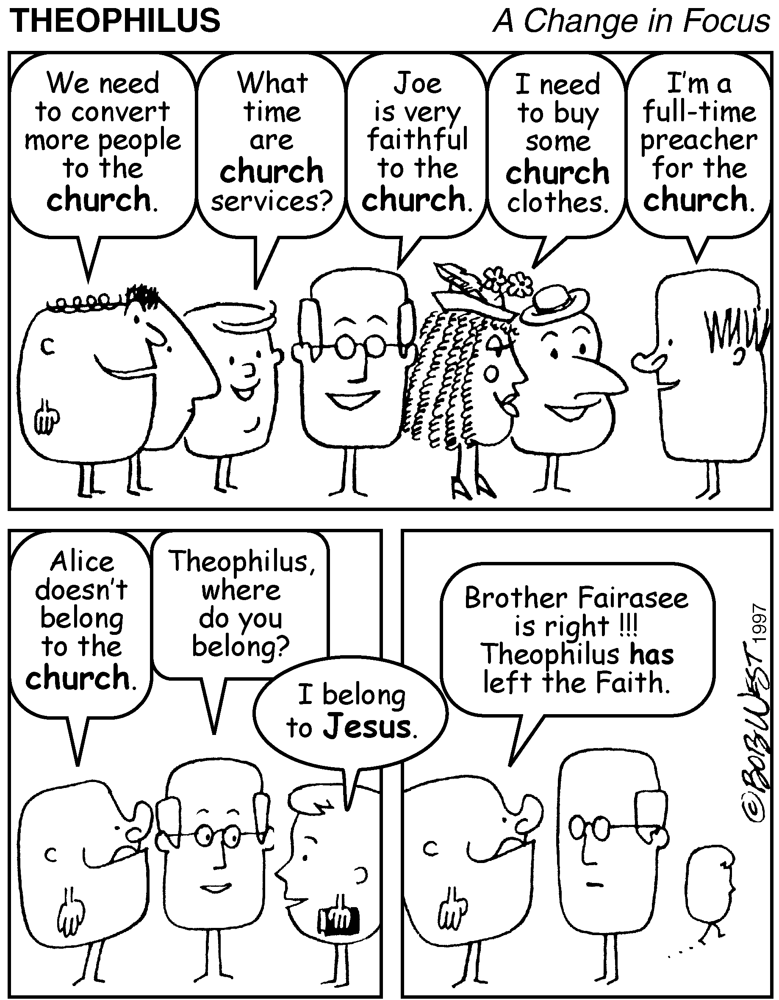 THEOPHILUS
A Change in Focus
We need
to convert
more people
to the
church.
What
time
are
church
services?
Joe
is very
faithful
to the
church.
I need
to buy
some
church
clothes.
I'm a
full-time
preacher
for the
church.
Alice
doesn't
belong
to the
church.
Theophilus,
where
do you
belong?
I belong
to Jesus.
Brother Fairasee
is right !!!
Theophilus has
left the Faith.
©BOB WEST 1997